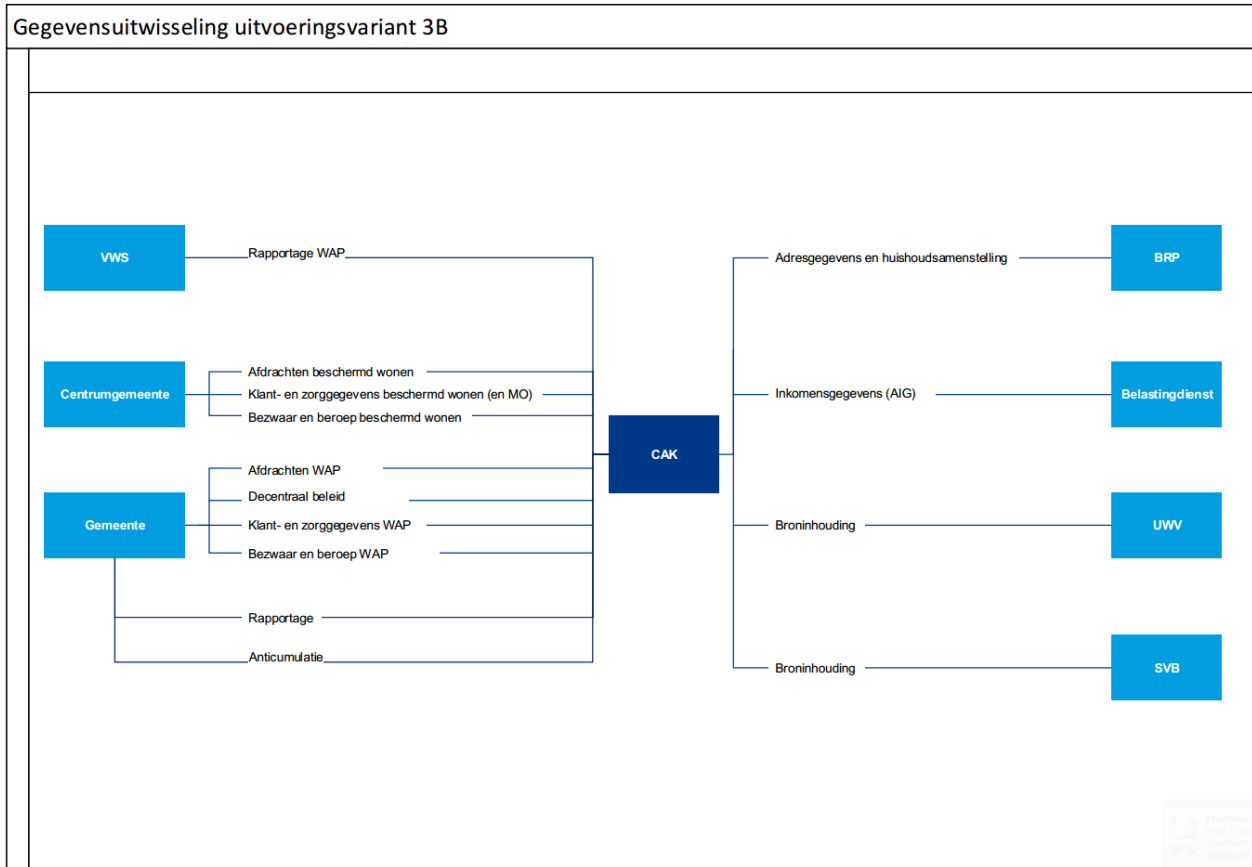 Gegevensuitwisseling uitvoeringsvariant 3B
VWS
Rapportage WAP
Adresgegevens en huishoudsamenstelling
BRP
Centrumgemeente
Afdrachten beschermd wonen
Klant- en zorggegevens beschermd wonen (en MO)
Bezwaar en beroep beschermd wonen
Inkomensgegevens (AIG)
Belastingdienst
CAK
Gemeente
Afdrachten WAP
Decentraal beleid
Klant- en zorggegevens WAP
Bezwaar en beroep WAP
Rapportage
Anticumulatie
Broninhouding
UWV
Broninhouding
SVB